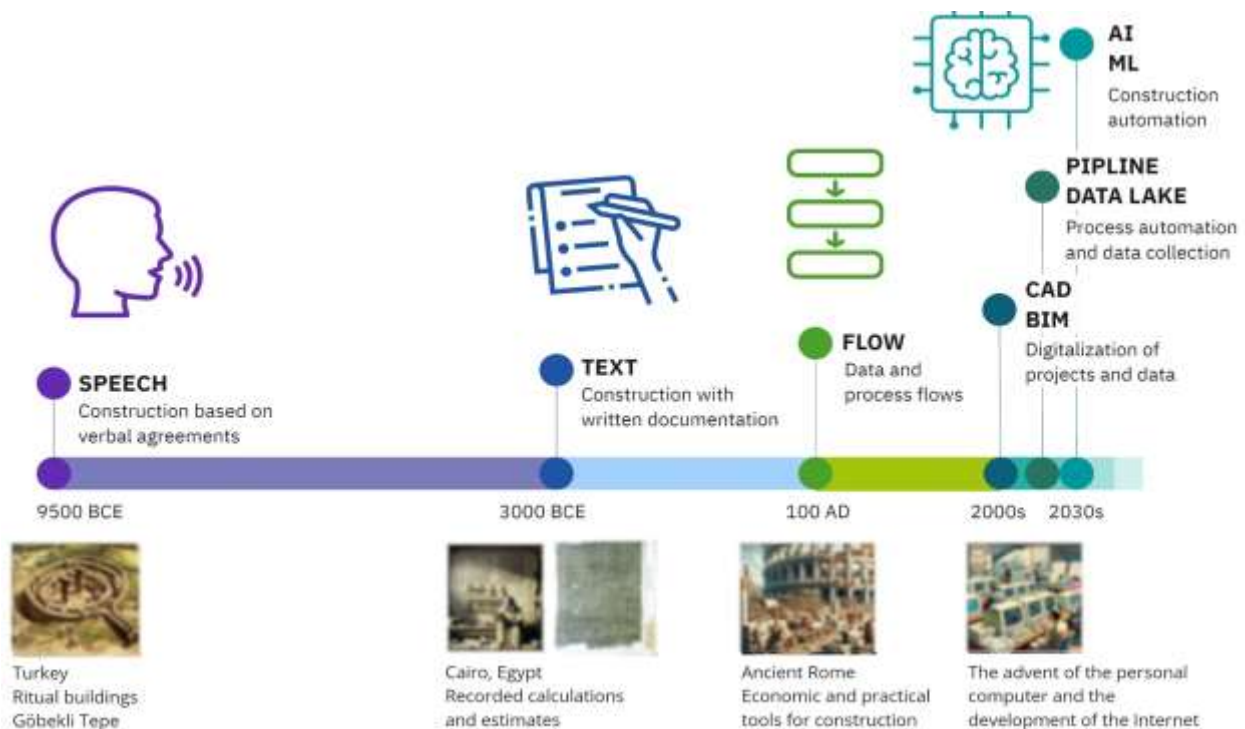 AI
ML
Construction
automation
PIPLINE
DATA LAKE
Process automation
and data collection
CAD
BIM
Digitalization of
projects and data
FLOW
Data and
process flows
TEXT
Construction with
written documentation
SPEECH
Construction based on
verbal agreements
9500 BCE
3000 BCE
100 AD
2000s
2030s
Turkey
Ritual buildings
Göbekli Tepe
Cairo, Egypt
Recorded calculations
and estimates
Ancient Rome
Economic and practical
tools for construction
The advent of the personal
computer and the
development of the Internet